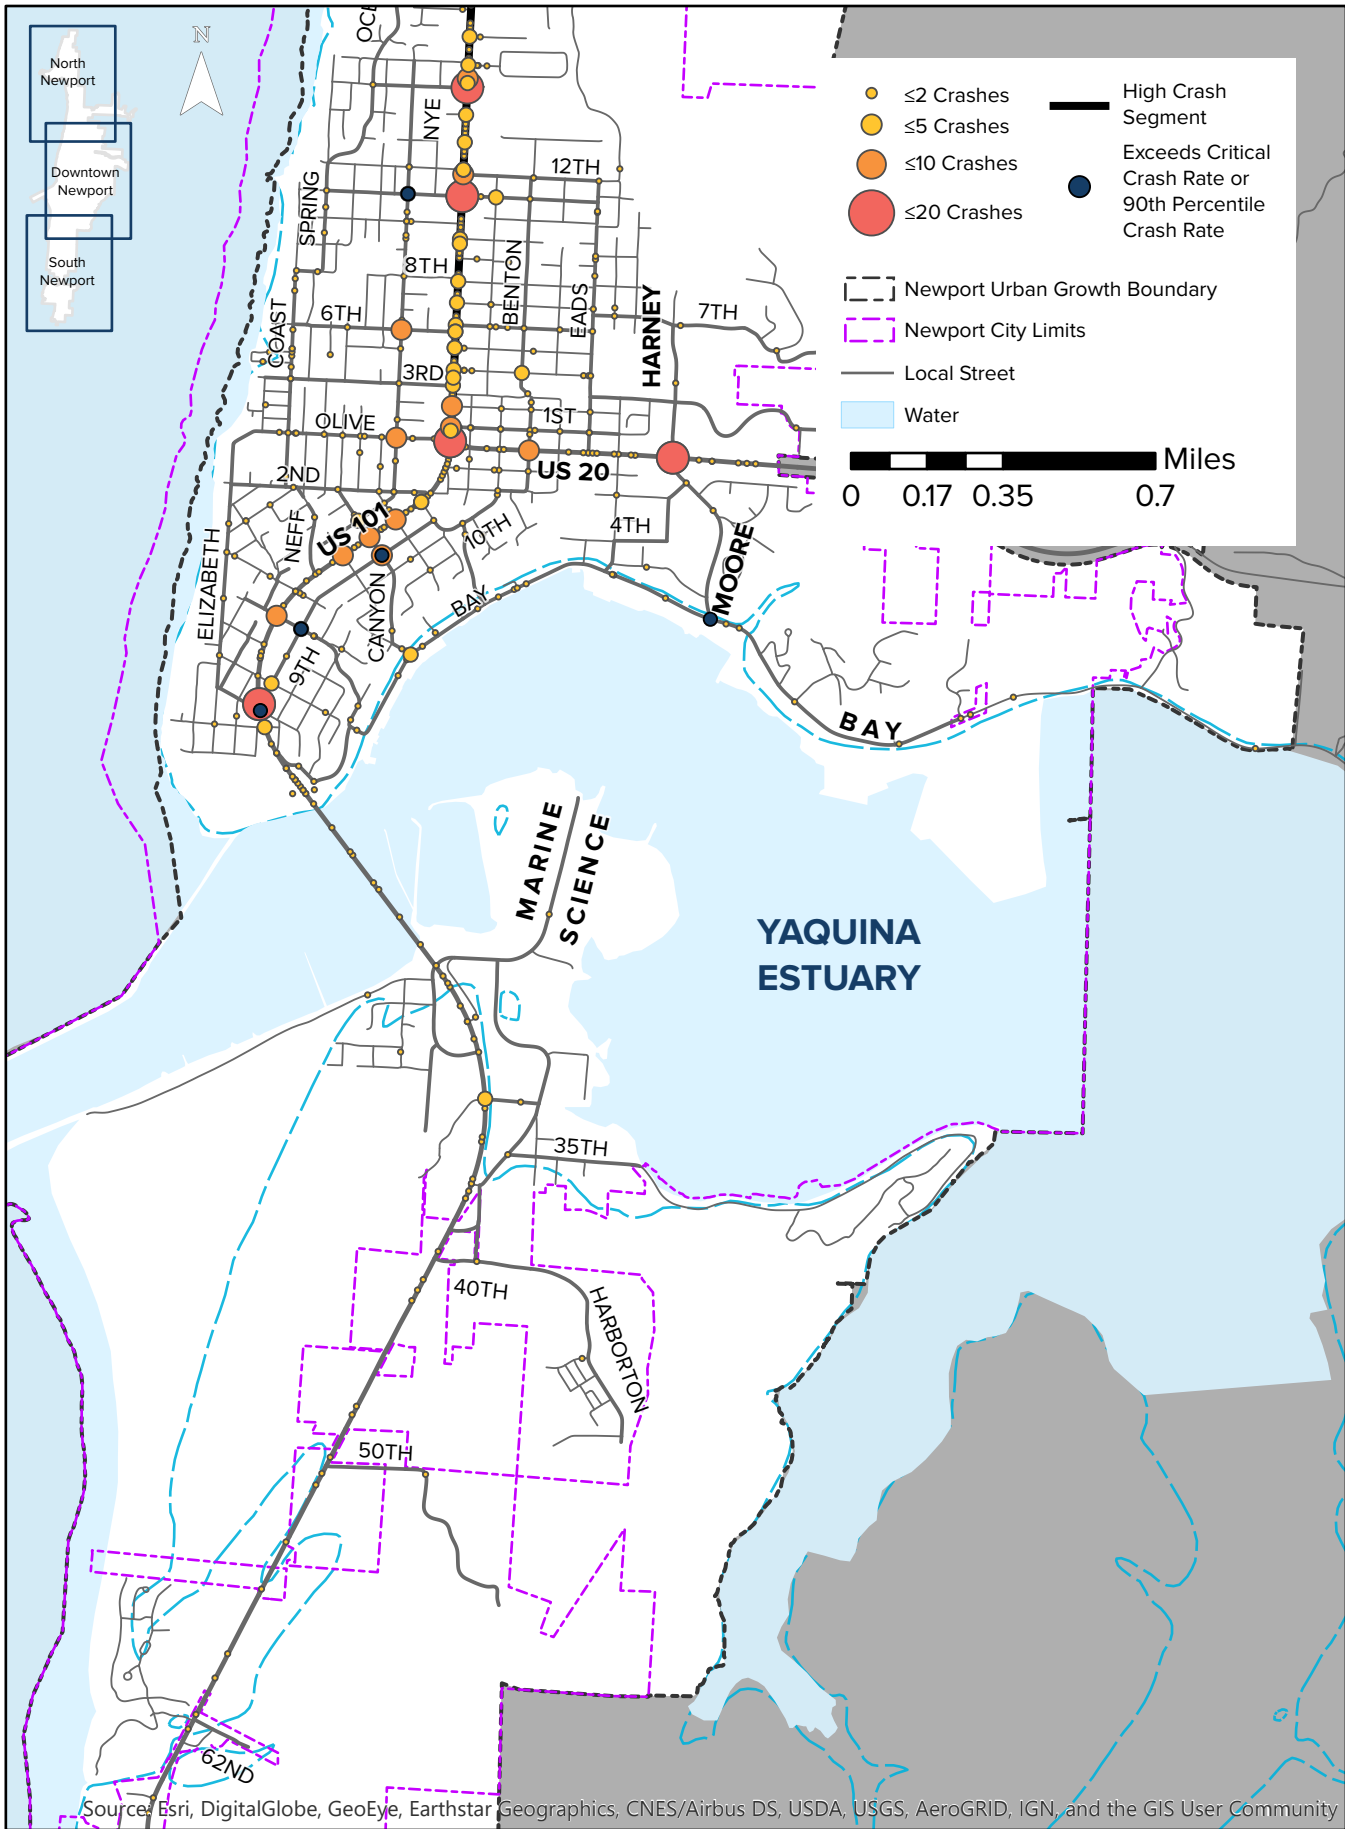 North
Newport
Downtown
Newport
South
Newport
N
≤2 Crashes
≤5 Crashes
≤10 Crashes
≤20 Crashes
High Crash
Segment
Exceeds Critical
Crash Rate or
90th Percentile
Crash Rate
Newport Urban Growth Boundary
Newport City Limits
Local Street
Water
Miles
0 0.17 0.35 0.7
NYE
12TH
SPRING
8TH
BENTON
EADS
HARNEY
7TH
6TH
COAST
3RD
OLIVE
1ST
US 20
2ND
US 101
NEFF
10TH
4TH
ELIZABETH
CANYON
BAY
MOORE
9TH
BAY
MARINE
SCIENCE
YAQUINA
ESTUARY
35TH
40TH
HARBORTON
50TH
62ND
Source: Esri, DigitalGlobe, GeoEye, Earthstar Geographics, CNES/Airbus DS, USDA, USGS, AeroGRID, IGN, and the GIS User Community